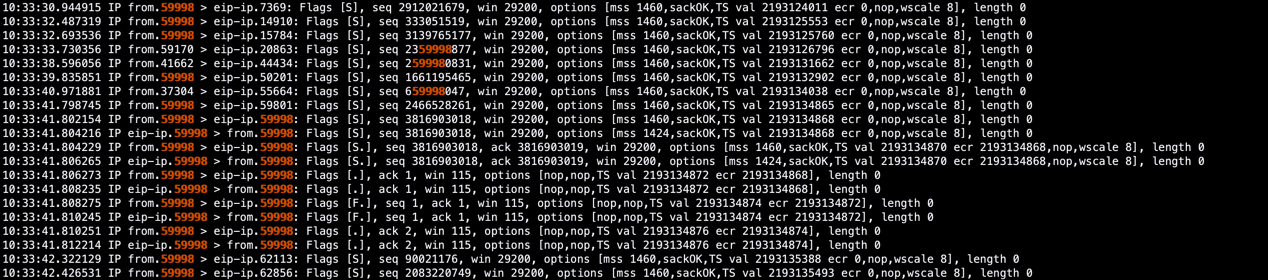 10:33:30.944915 IP from.59998 > eip-ip.7369: Flags [S], seq 2912021679, win 29200, options [mss 1460,sackOK,TS val 2193124011 ecr 0,nop,wscale 8], length 0
10:33:32.487931 IP from.59998 > eip-ip.14910: Flags [S], seq 333051519, win 29200, options [mss 1460,sackOK,TS val 2193125553 ecr 0,nop,wscale 8], length 0
10:33:32.693536 IP from.59998 > eip-ip.15784: Flags [S], seq 3139765177, win 29200, options [mss 1460,sackOK,TS val 2193125760 ecr 0,nop,wscale 8], length 0
10:33:33.730356 IP from.59170 > eip-ip.20863: Flags [S], seq 2359998877, win 29200, options [mss 1460,sackOK,TS val 2193126796 ecr 0,nop,wscale 8], length 0
10:33:38.596056 IP from.41662 > eip-ip.44434: Flags [S], seq 2599980831, win 29200, options [mss 1460,sackOK,TS val 2193131662 ecr 0,nop,wscale 8], length 0
10:33:39.835851 IP from.59998 > eip-ip.50201: Flags [S], seq 1661195465, win 29200, options [mss 1460,sackOK,TS val 2193132902 ecr 0,nop,wscale 8], length 0
10:33:40.971881 IP from.37304 > eip-ip.55664: Flags [S], seq 659998047, win 29200, options [mss 1460,sackOK,TS val 2193134038 ecr 0,nop,wscale 8], length 0
10:33:41.798745 IP from.59998 > eip-ip.59801: Flags [S], seq 2466528261, win 29200, options [mss 1460,sackOK,TS val 2193134865 ecr 0,nop,wscale 8], length 0
10:33:41.802154 IP from.59998 > eip-ip.59998: Flags [S], seq 3816903018, win 29200, options [mss 1460,sackOK,TS val 2193134868 ecr 0,nop,wscale 8], length 0
10:33:41.804216 IP eip-ip.59998 > from.59998: Flags [S], seq 3816903018, win 29200, options [mss 1424,sackOK,TS val 2193134868 ecr 0,nop,wscale 8], length 0
10:33:41.804229 IP from.59998 > eip-ip.59998: Flags [S.], seq 3816903018, ack 3816903019, win 29200, options [mss 1460,sackOK,TS val 2193134870 ecr 2193134868,nop,wscale 8], length 0
10:33:41.806265 IP eip-ip.59998 > from.59998: Flags [S.], seq 3816903018, ack 3816903019, win 29200, options [mss 1424,sackOK,TS val 2193134870 ecr 2193134868,nop,wscale 8], length 0
10:33:41.806273 IP from.59998 > eip-ip.59998: Flags [.], ack 1, win 115, options [nop,nop,TS val 2193134872 ecr 2193134868], length 0
10:33:41.808235 IP eip-ip.59998 > from.59998: Flags [.], ack 1, win 115, options [nop,nop,TS val 2193134872 ecr 2193134868], length 0
10:33:41.808275 IP from.59998 > eip-ip.59998: Flags [F.], seq 1, ack 1, win 115, options [nop,nop,TS val 2193134874 ecr 2193134872], length 0
10:33:41.810245 IP eip-ip.59998 > from.59998: Flags [F.], seq 1, ack 1, win 115, options [nop,nop,TS val 2193134874 ecr 2193134872], length 0
10:33:41.810251 IP from.59998 > eip-ip.59998: Flags [.], ack 2, win 115, options [nop,nop,TS val 2193134876 ecr 2193134874], length 0
10:33:41.812214 IP eip-ip.59998 > from.59998: Flags [.], ack 2, win 115, options [nop,nop,TS val 2193134876 ecr 2193134874], length 0
10:33:42.322129 IP from.59998 > eip-ip.62113: Flags [S], seq 90021176, win 29200, options [mss 1460,sackOK,TS val 2193135388 ecr 0,nop,wscale 8], length 0
10:33:42.426531 IP from.59998 > eip-ip.62856: Flags [S], seq 2083220749, win 29200, options [mss 1460,sackOK,TS val 2193135493 ecr 0,nop,wscale 8], length 0